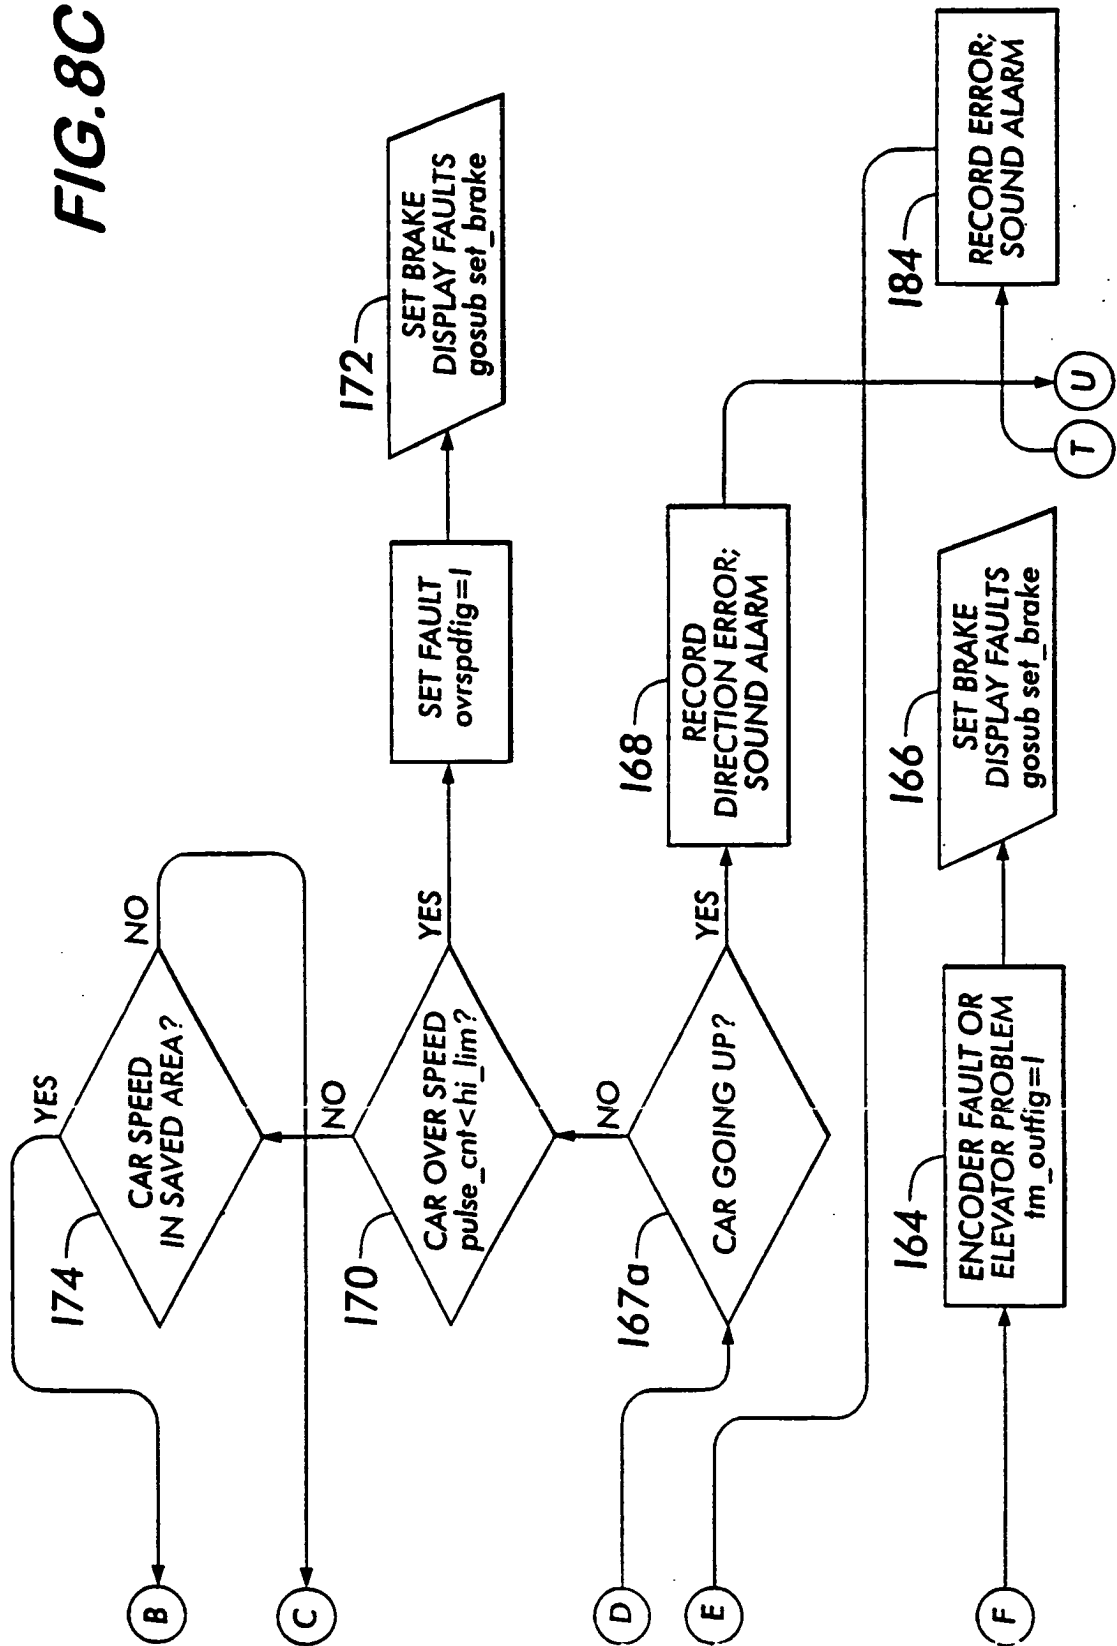 FIG.8C
B
YES
174
CAR SPEED
IN SAVED AREA?
NO
C
NO
170
CAR OVER SPEED
pulse_cnt<hi_lim?
YES
SET FAULT
ovrspdfig=1
172
SET BRAKE
DISPLAY FAULTS
gosub set_brake
D
NO
167a
CAR GOING UP?
YES
168
RECORD
DIRECTION ERROR;
SOUND ALARM
E
F
164
ENCODER FAULT OR
ELEVATOR PROBLEM
tm_outfig=1
166
SET BRAKE
DISPLAY FAULTS
gosub set_brake
T
U
184
RECORD ERROR;
SOUND ALARM